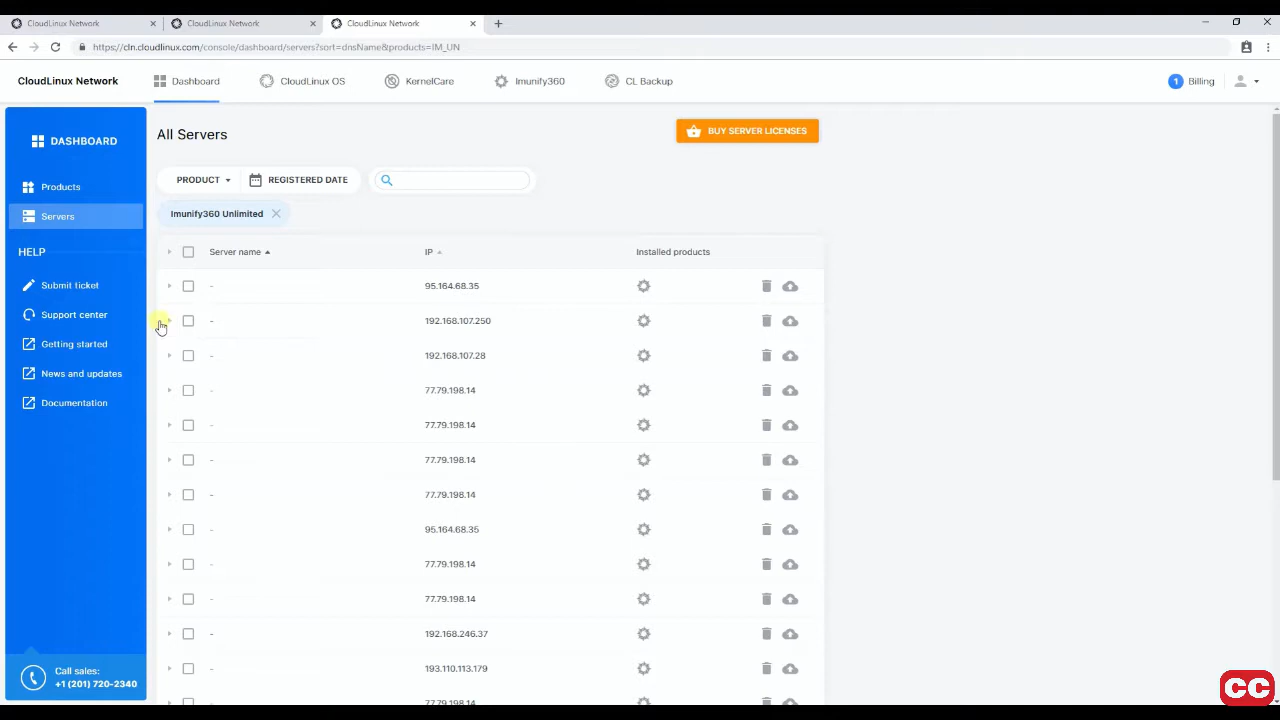 CloudLinux Network
CloudLinux Network
CloudLinux Network
https://cln.cloudlinux.com/console/dashboard/servers?sort=dnsName&products=IM_UN
CloudLinux Network
Dashboard
CloudLinux OS
KernelCare
Imunify360
CL Backup
1
Billing
DASHBOARD
Products
Servers
HELP
Submit ticket
Support center
Getting started
News and updates
Documentation
Call sales:
+1 (201) 720-2340
All Servers
BUY SERVER LICENSES
PRODUCT
REGISTERED DATE
Imunify360 Unlimited
Server name IP Installed products
- 95.164.68.35
- 192.168.107.250
- 192.168.107.28
- 77.79.198.14
- 77.79.198.14
- 77.79.198.14
- 77.79.198.14
- 95.164.68.35
- 77.79.198.14
- 77.79.198.14
- 192.168.246.37
- 193.110.113.179
- 77.79.198.14
CC